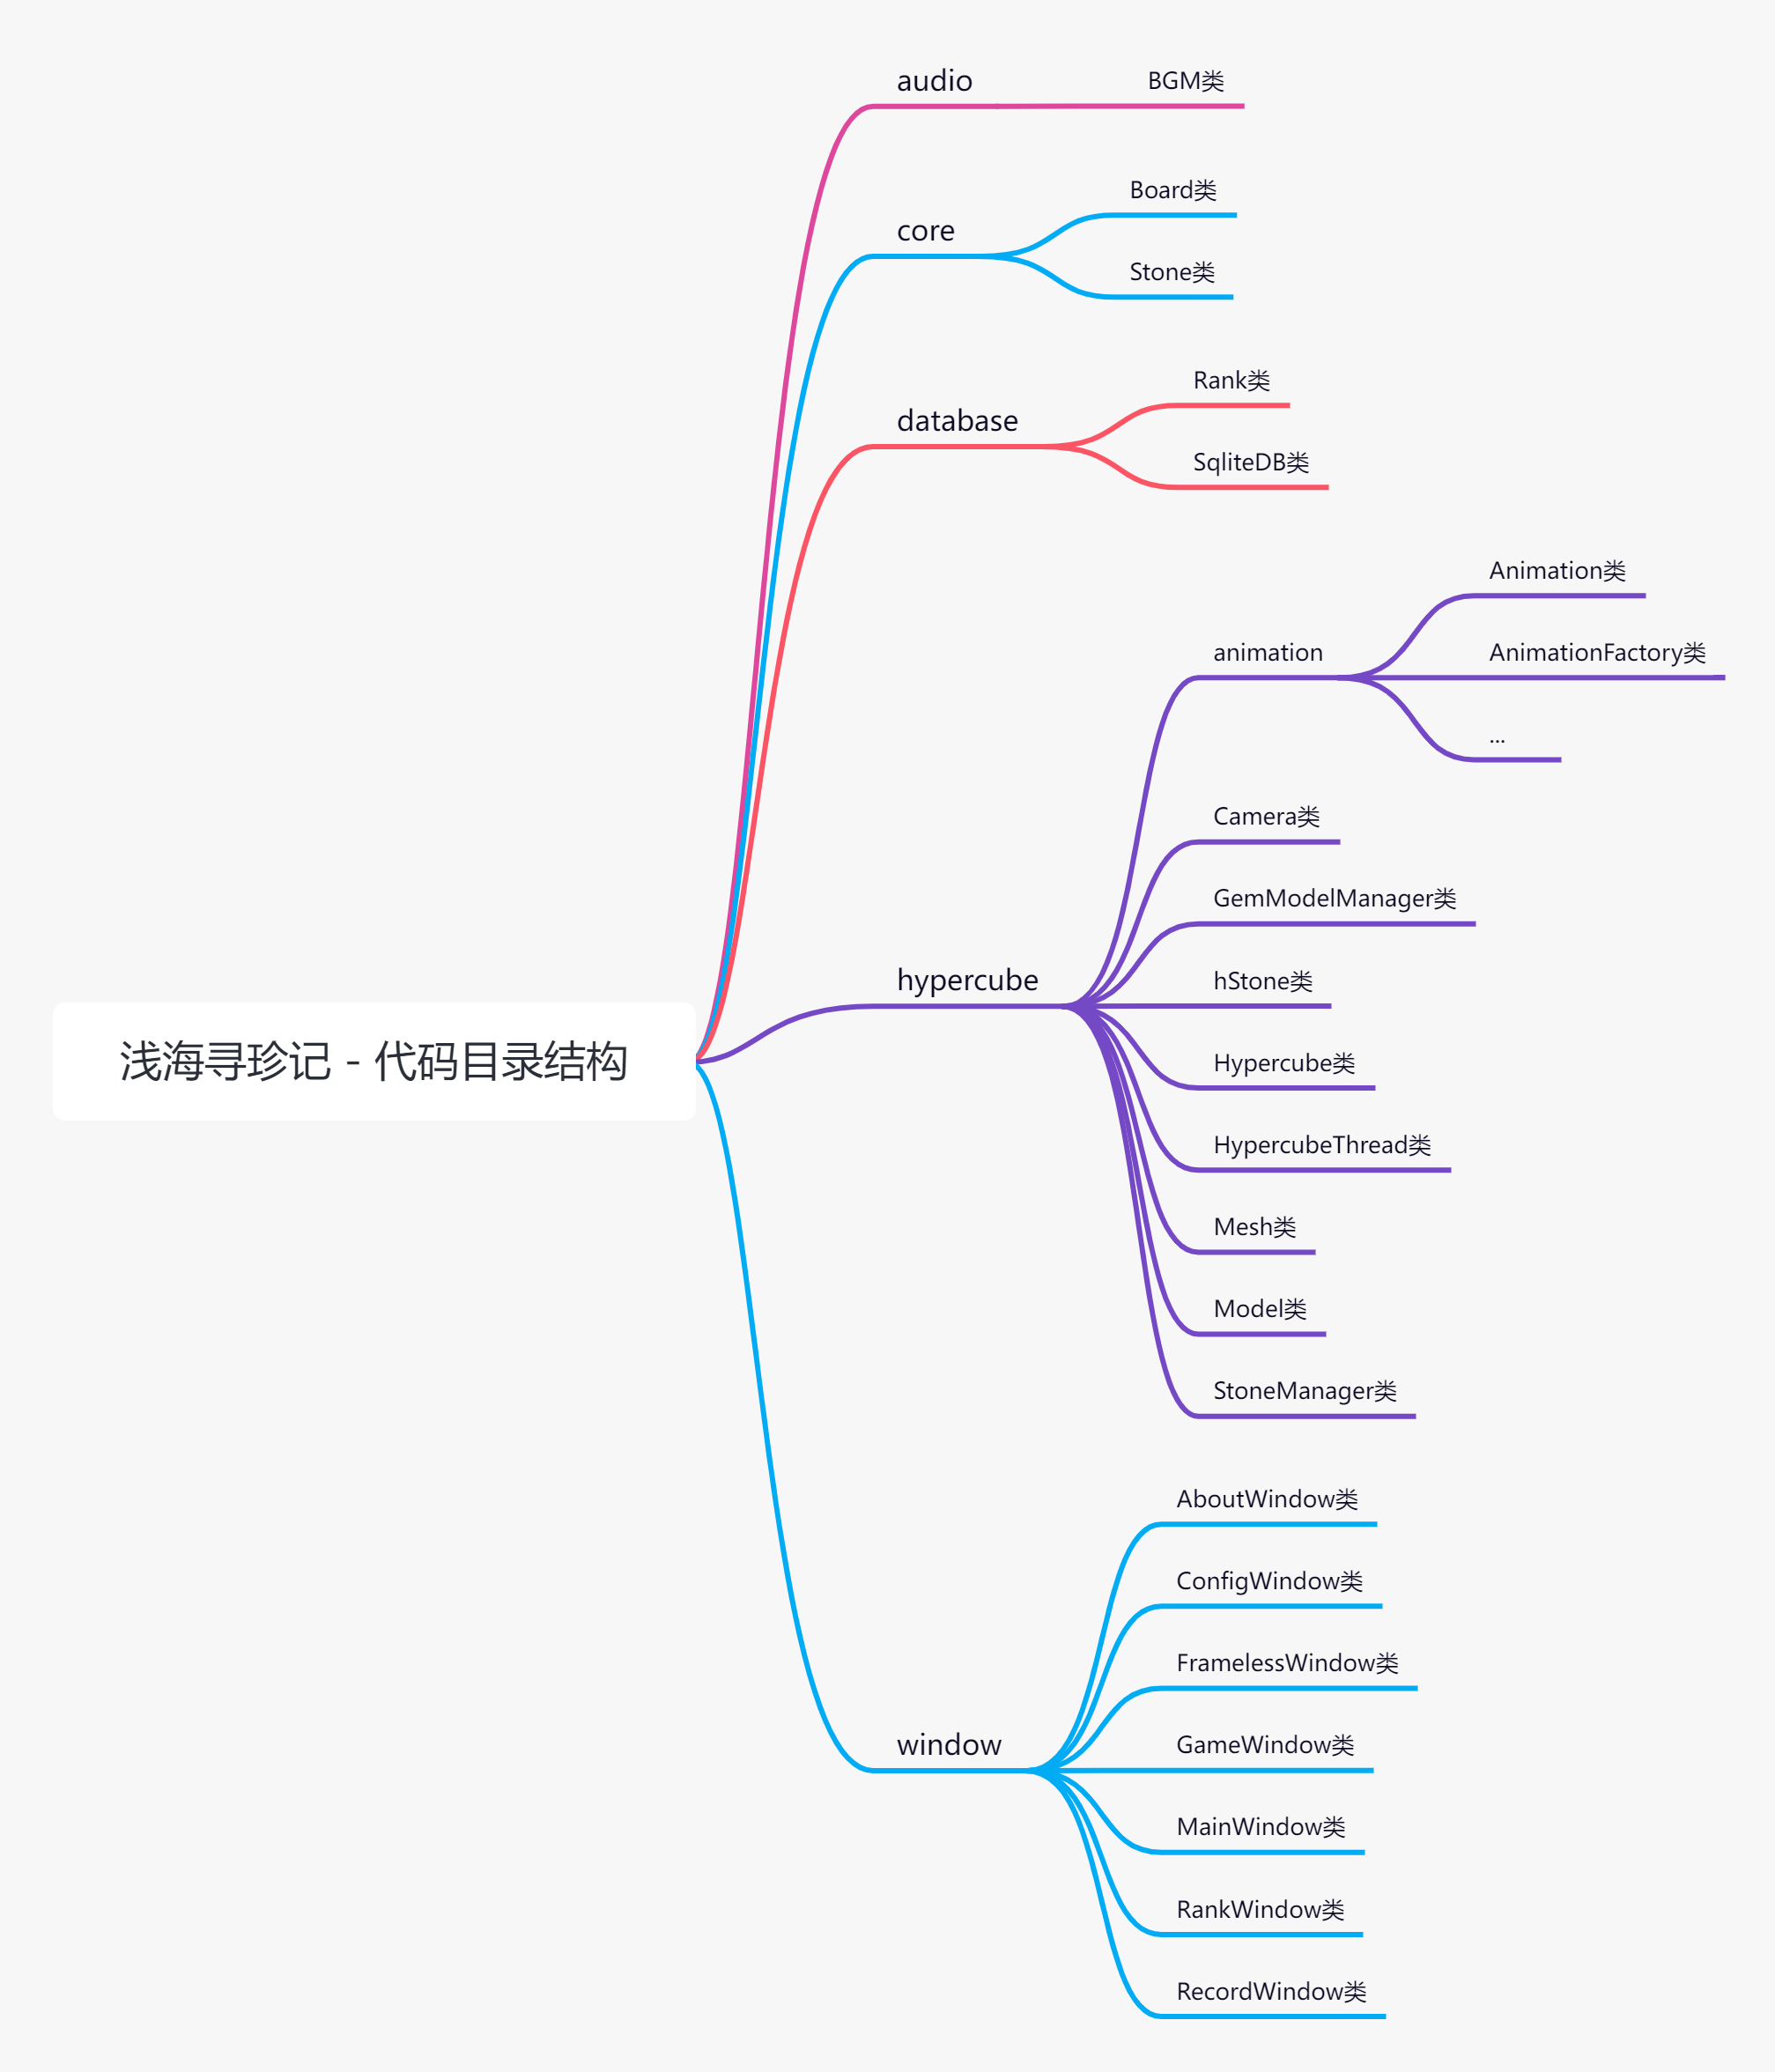 audio
BGM类
core
Board类
Stone类
database
Rank类
SqliteDB类
hypercube
animation
Animation类
AnimationFactory类
...
Camera类
GemModelManager类
hStone类
Hypercube类
HypercubeThread类
Mesh类
Model类
StoneManager类
浅海寻珍记 - 代码目录结构
window
AboutWindow类
ConfigWindow类
FramelessWindow类
GameWindow类
MainWindow类
RankWindow类
RecordWindow类